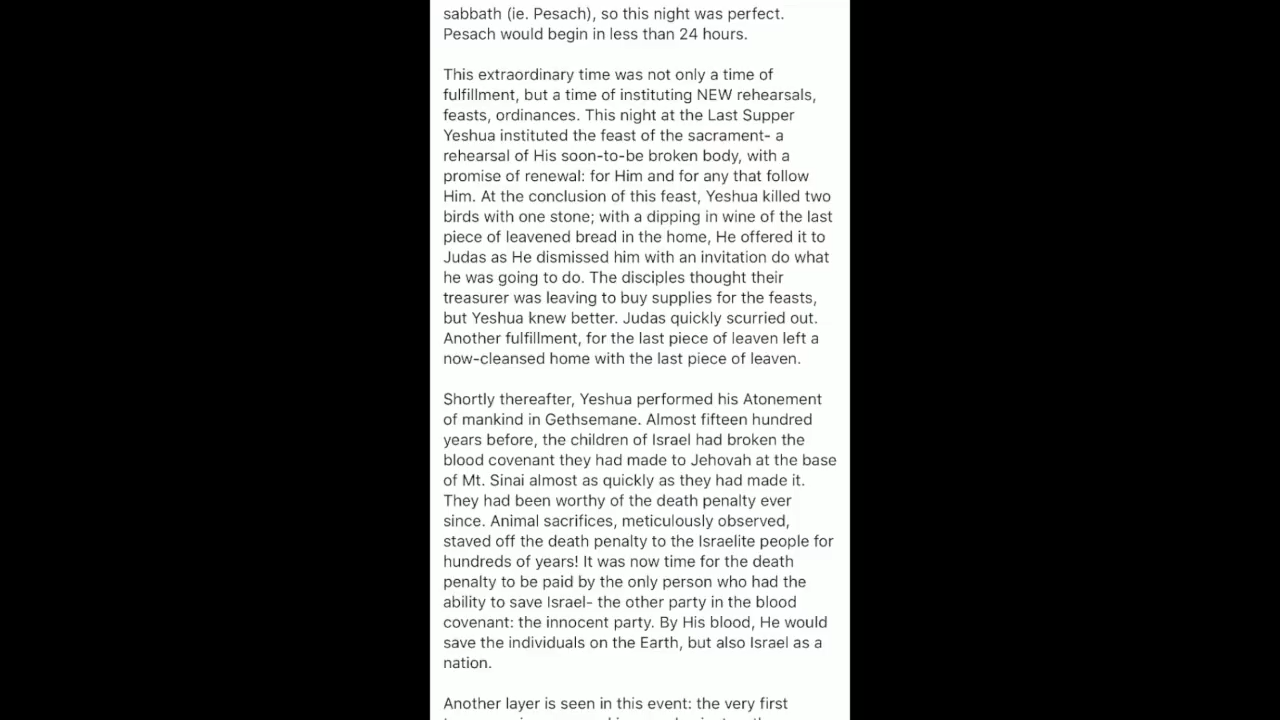 sabbath (ie. Pesach), so this night was perfect.
Pesach would begin in less than 24 hours.
This extraordinary time was not only a time of
fulfillment, but a time of instituting NEW rehearsals,
feasts, ordinances. This night at the Last Supper
Yeshua instituted the feast of the sacrament- a
rehearsal of His soon-to-be broken body, with a
promise of renewal: for Him and for any that follow
Him. At the conclusion of this feast, Yeshua killed two
birds with one stone; with a dipping in wine of the last
piece of leavened bread in the home, He offered it to
Judas as He dismissed him with an invitation do what
he was going to do. The disciples thought their
treasurer was leaving to buy supplies for the feasts,
but Yeshua knew better. Judas quickly scurried out.
Another fulfillment, for the last piece of leaven left a
now-cleansed home with the last piece of leaven.
Shortly thereafter, Yeshua performed his Atonement
of mankind in Gethsemane. Almost fifteen hundred
years before, the children of Israel had broken the
blood covenant they had made to Jehovah at the base
of Mt. Sinai almost as quickly as they had made it.
They had been worthy of the death penalty ever
since. Animal sacrifices, meticulously observed,
staved off the death penalty to the Israelite people for
hundreds of years! It was now time for the death
penalty to be paid by the only person who had the
ability to save Israel- the other party in the blood
covenant: the innocent party. By His blood, He would
save the individuals on the Earth, but also Israel as a
nation.
Another layer is seen in this event: the very first